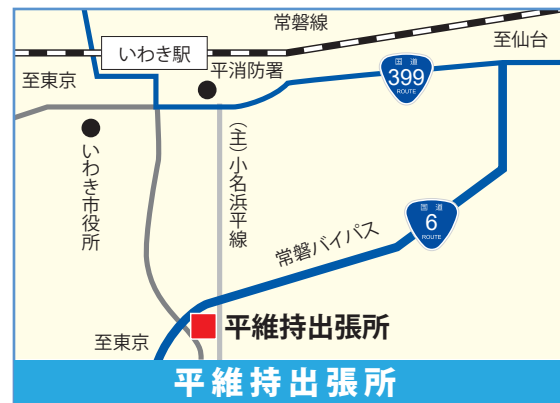 常磐線
いわき駅
至仙台
平消防署
至東京
国道
399
ROUTE
いわき市役所
(主)小名浜平線
国道
6
ROUTE
常磐バイパス
平維持出張所
至東京
平維持出張所